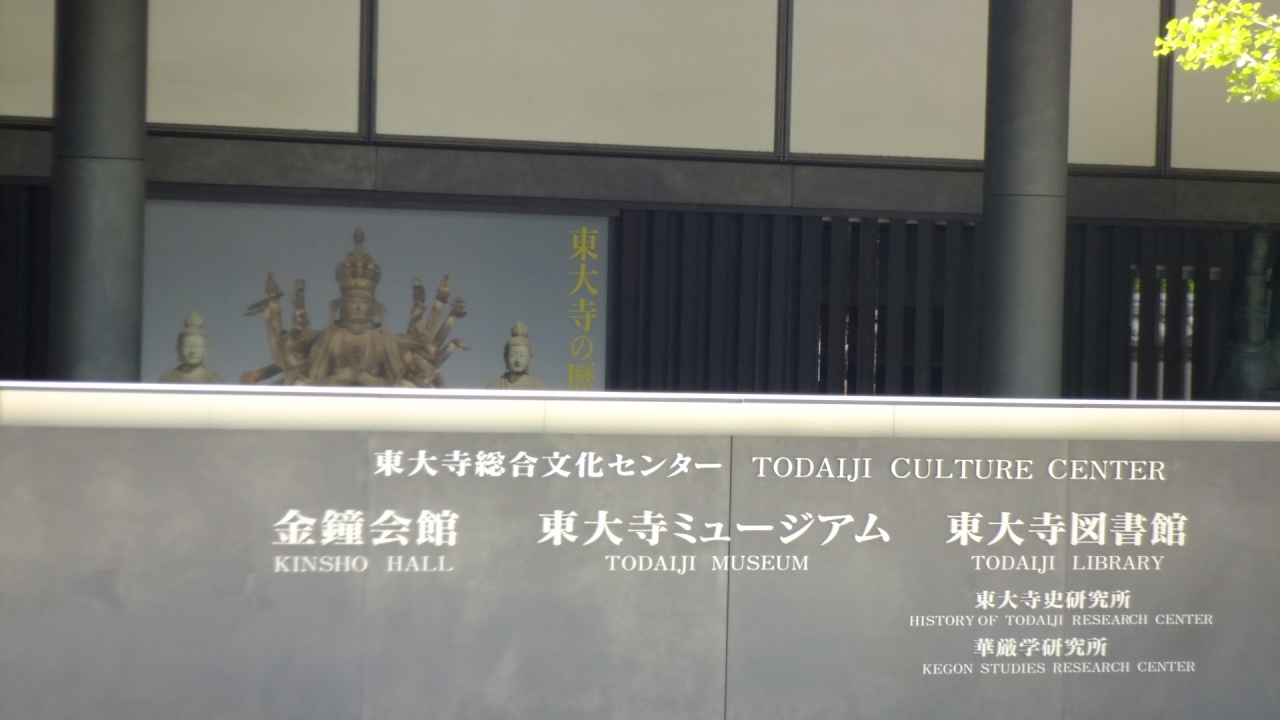 東大寺の歴
東大寺総合文化センター TODAIJI CULTURE CENTER
金鐘会館 東大寺ミュージアム 東大寺図書館
KINSHO HALL TODAIJI MUSEUM TODAIJI LIBRARY
東大寺史研究所
HISTORY OF TODAIJI RESEARCH CENTER
華厳学研究所
KEGON STUDIES RESEARCH CENTER